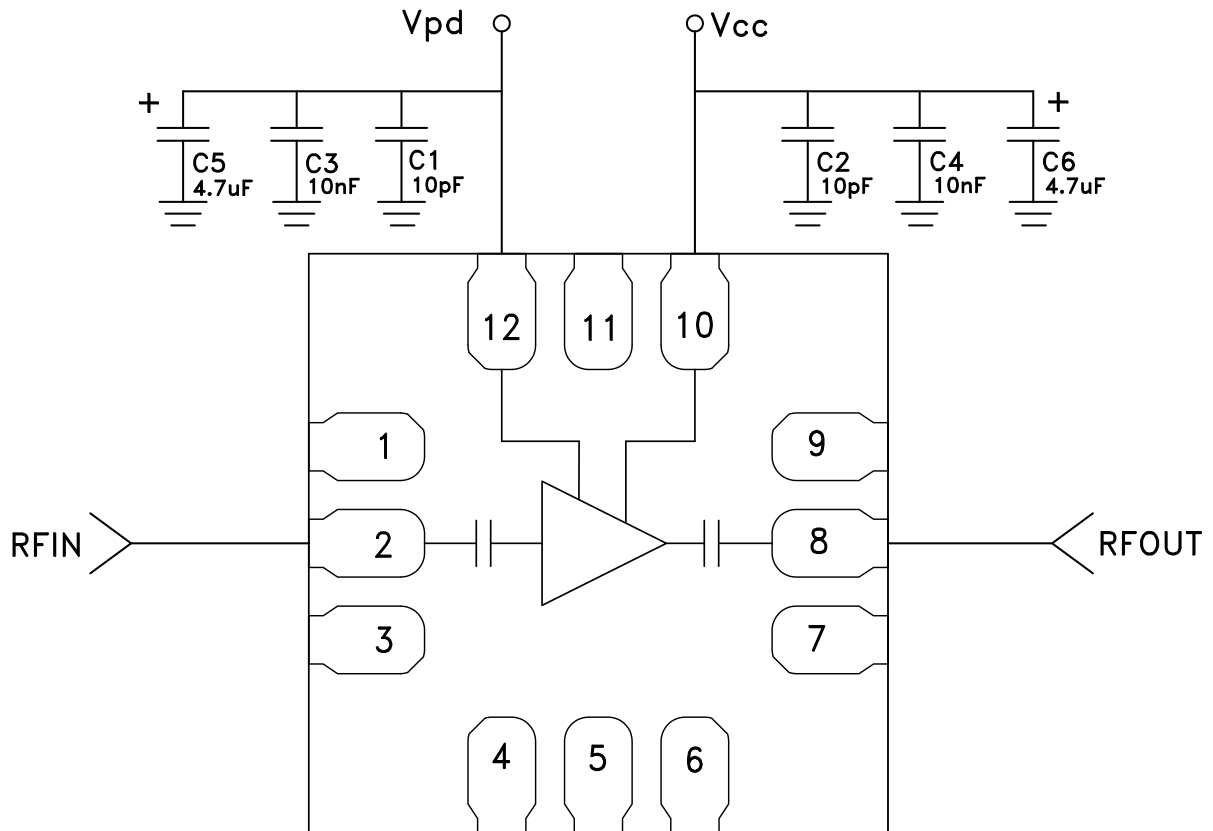 Vpd
Vcc
+
+
C5
4.7uF
C3
10nF
C1
10pF
C2
10pF
C4
10nF
C6
4.7uF
12
11
10
1
9
RFIN
2
8
RFOUT
3
7
4
5
6